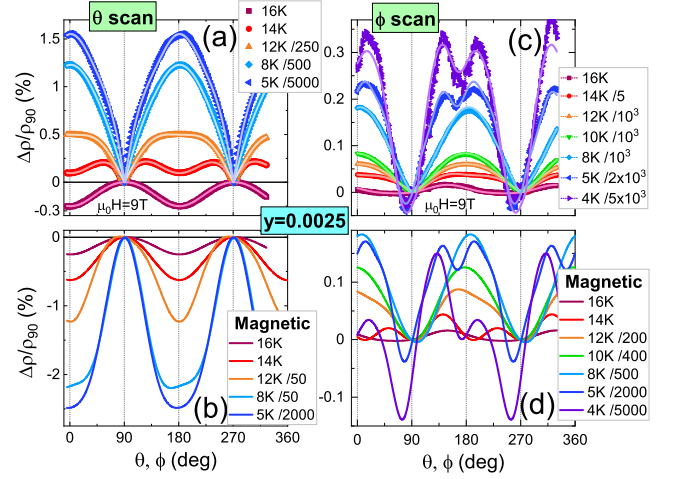 θ scan
ϕ scan
(a)
16K
14K
12K /250
8K /500
5K /5000
1.5
1.0
0.5
0
-0.3
Δρ/ρ90 (%)
μ0H=9T
(c)
16K
14K /5
12K /10³
10K /10³
8K /10³
5K /2x10³
4K /5x10³
0.3
0.2
0.1
0
μ0H=9T
y=0.0025
0
-1
-2
Δρ/ρ90 (%)
Magnetic
16K
14K
12K /50
8K /50
5K /2000
(b)
0 90 180 270 360
θ, ϕ (deg)
0.1
0
-0.1
Magnetic
16K
14K
12K /200
10K /400
8K /500
5K /2000
4K /5000
(d)
0 90 180 270 360
θ, ϕ (deg)